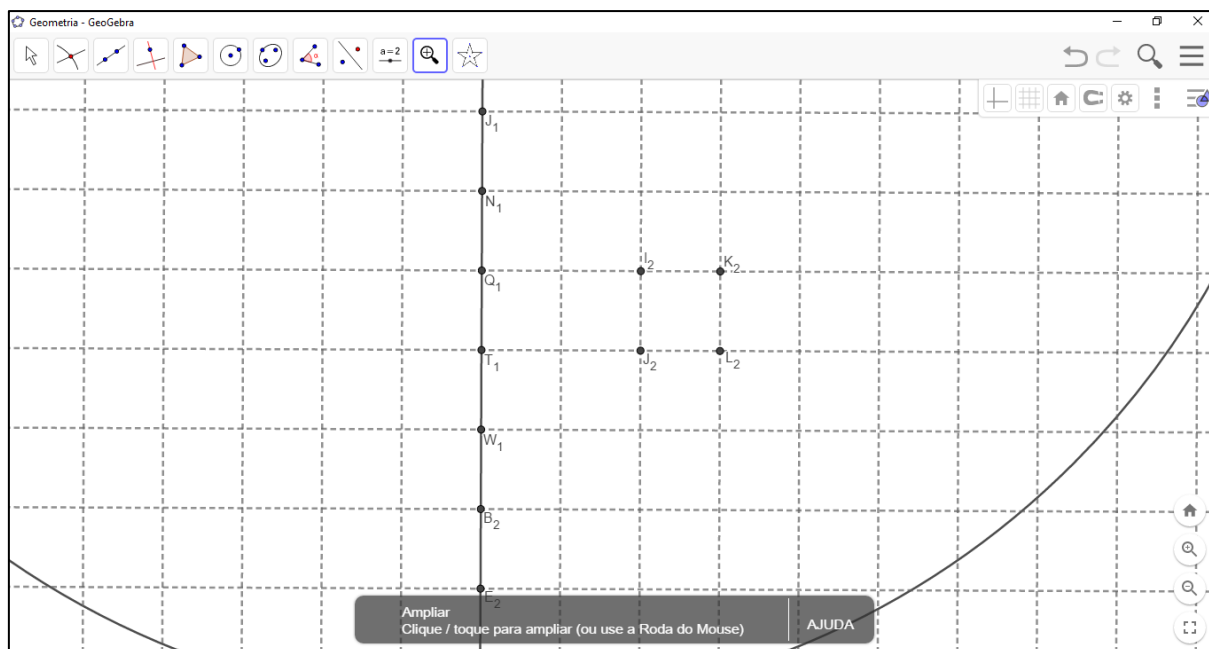 Geometria - GeoGebra
a=2
J1
N1
I2
K2
Q1
J2
L2
T1
W1
B2
E2
Ampliar
Clique / toque para ampliar (ou use a Roda do Mouse)
AJUDA